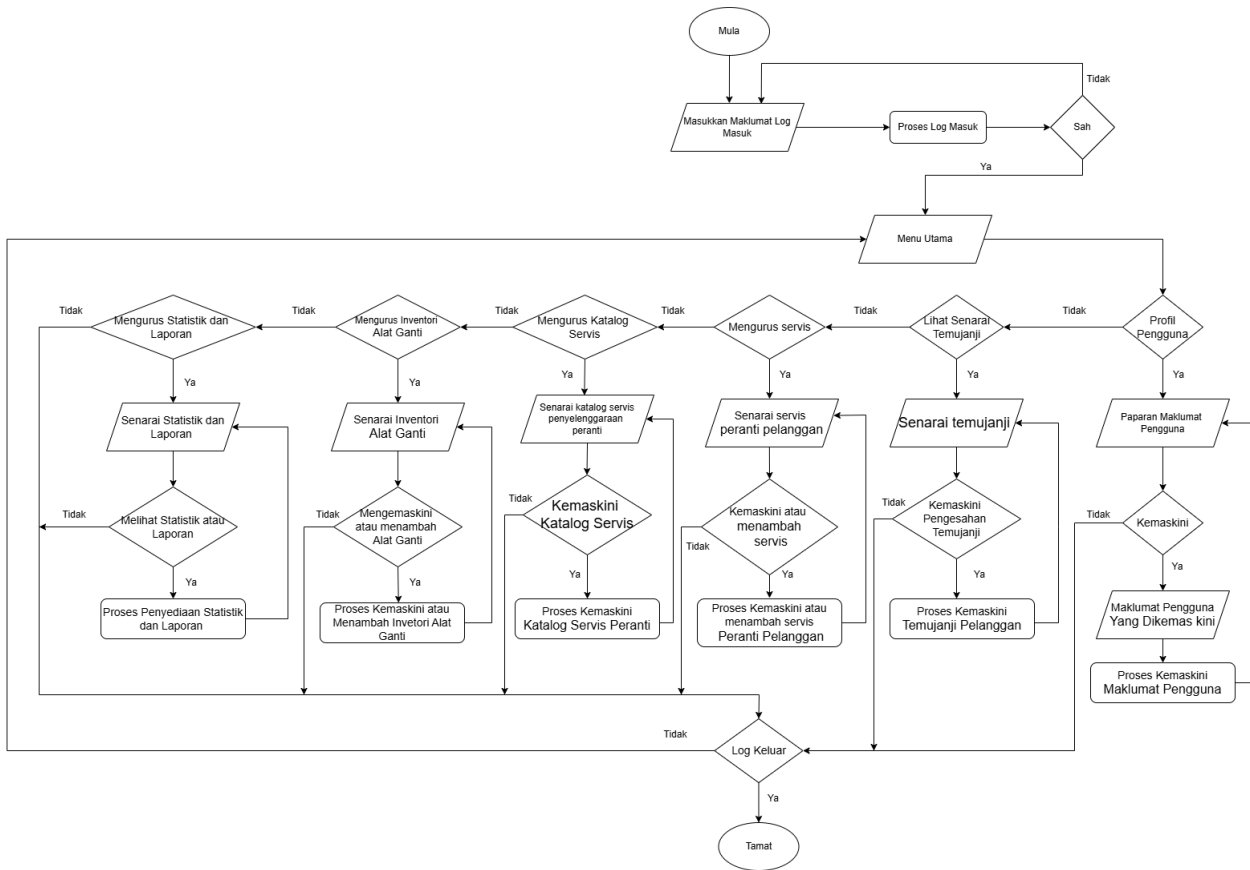 Mula
Tidak
Masukkan Maklumat Log
Masuk
Proses Log Masuk
Sah
Ya
Menu Utama
Tidak
Mengurus Statistik dan
Laporan
Tidak
Mengurus Inventori
Alat Ganti
Tidak
Mengurus Katalog
Servis
Tidak
Mengurus servis
Tidak
Lihat Senarai
Temujanji
Tidak
Profil
Pengguna
Ya
Ya
Ya
Ya
Ya
Ya
Senarai Statistik dan
Laporan
Senarai Inventori
Alat Ganti
Senarai katalog servis
penyelenggaraan
peranti
Senarai servis
peranti pelanggan
Senarai temujanji
Paparan Maklumat
Pengguna
Tidak
Melihat Statistik atau
Laporan
Tidak
Mengemaskini
atau menambah
Alat Ganti
Tidak
Kemaskini
Katalog Servis
Tidak
Kemaskini atau
menambah
servis
Tidak
Kemaskini
Pengesahan
Temujanji
Tidak
Kemaskini
Ya
Ya
Ya
Ya
Ya
Ya
Proses Penyediaan Statistik
dan Laporan
Proses Kemaskini atau
Menambah Invetori Alat
Ganti
Proses Kemaskini
Katalog Servis Peranti
Proses Kemaskini atau
menambah servis
Peranti Pelanggan
Proses Kemaskini
Temujanji Pelanggan
Maklumat Pengguna
Yang Dikemas kini
Proses Kemaskini
Maklumat Pengguna
Tidak
Log Keluar
Ya
Tamat